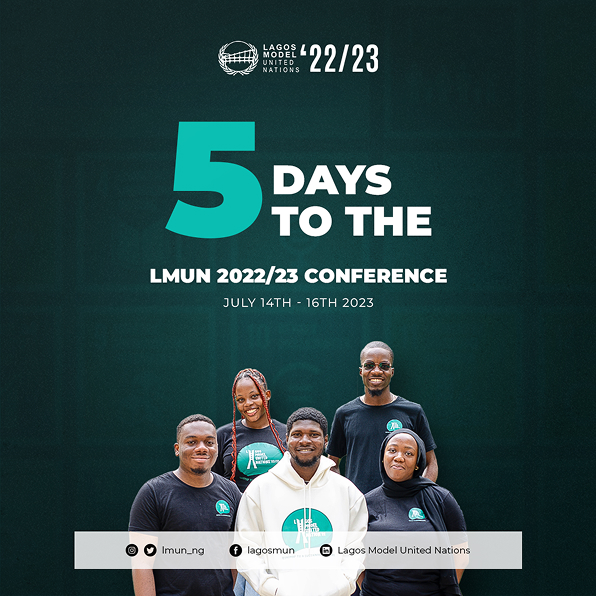 LAGOS
MODEL
UNITED
NATIONS
‘22/23
5
DAYS
TO THE
LMUN 2022/23 CONFERENCE
JULY 14TH - 16TH 2023
lmun_ng
lagosmun
Lagos Model United Nations